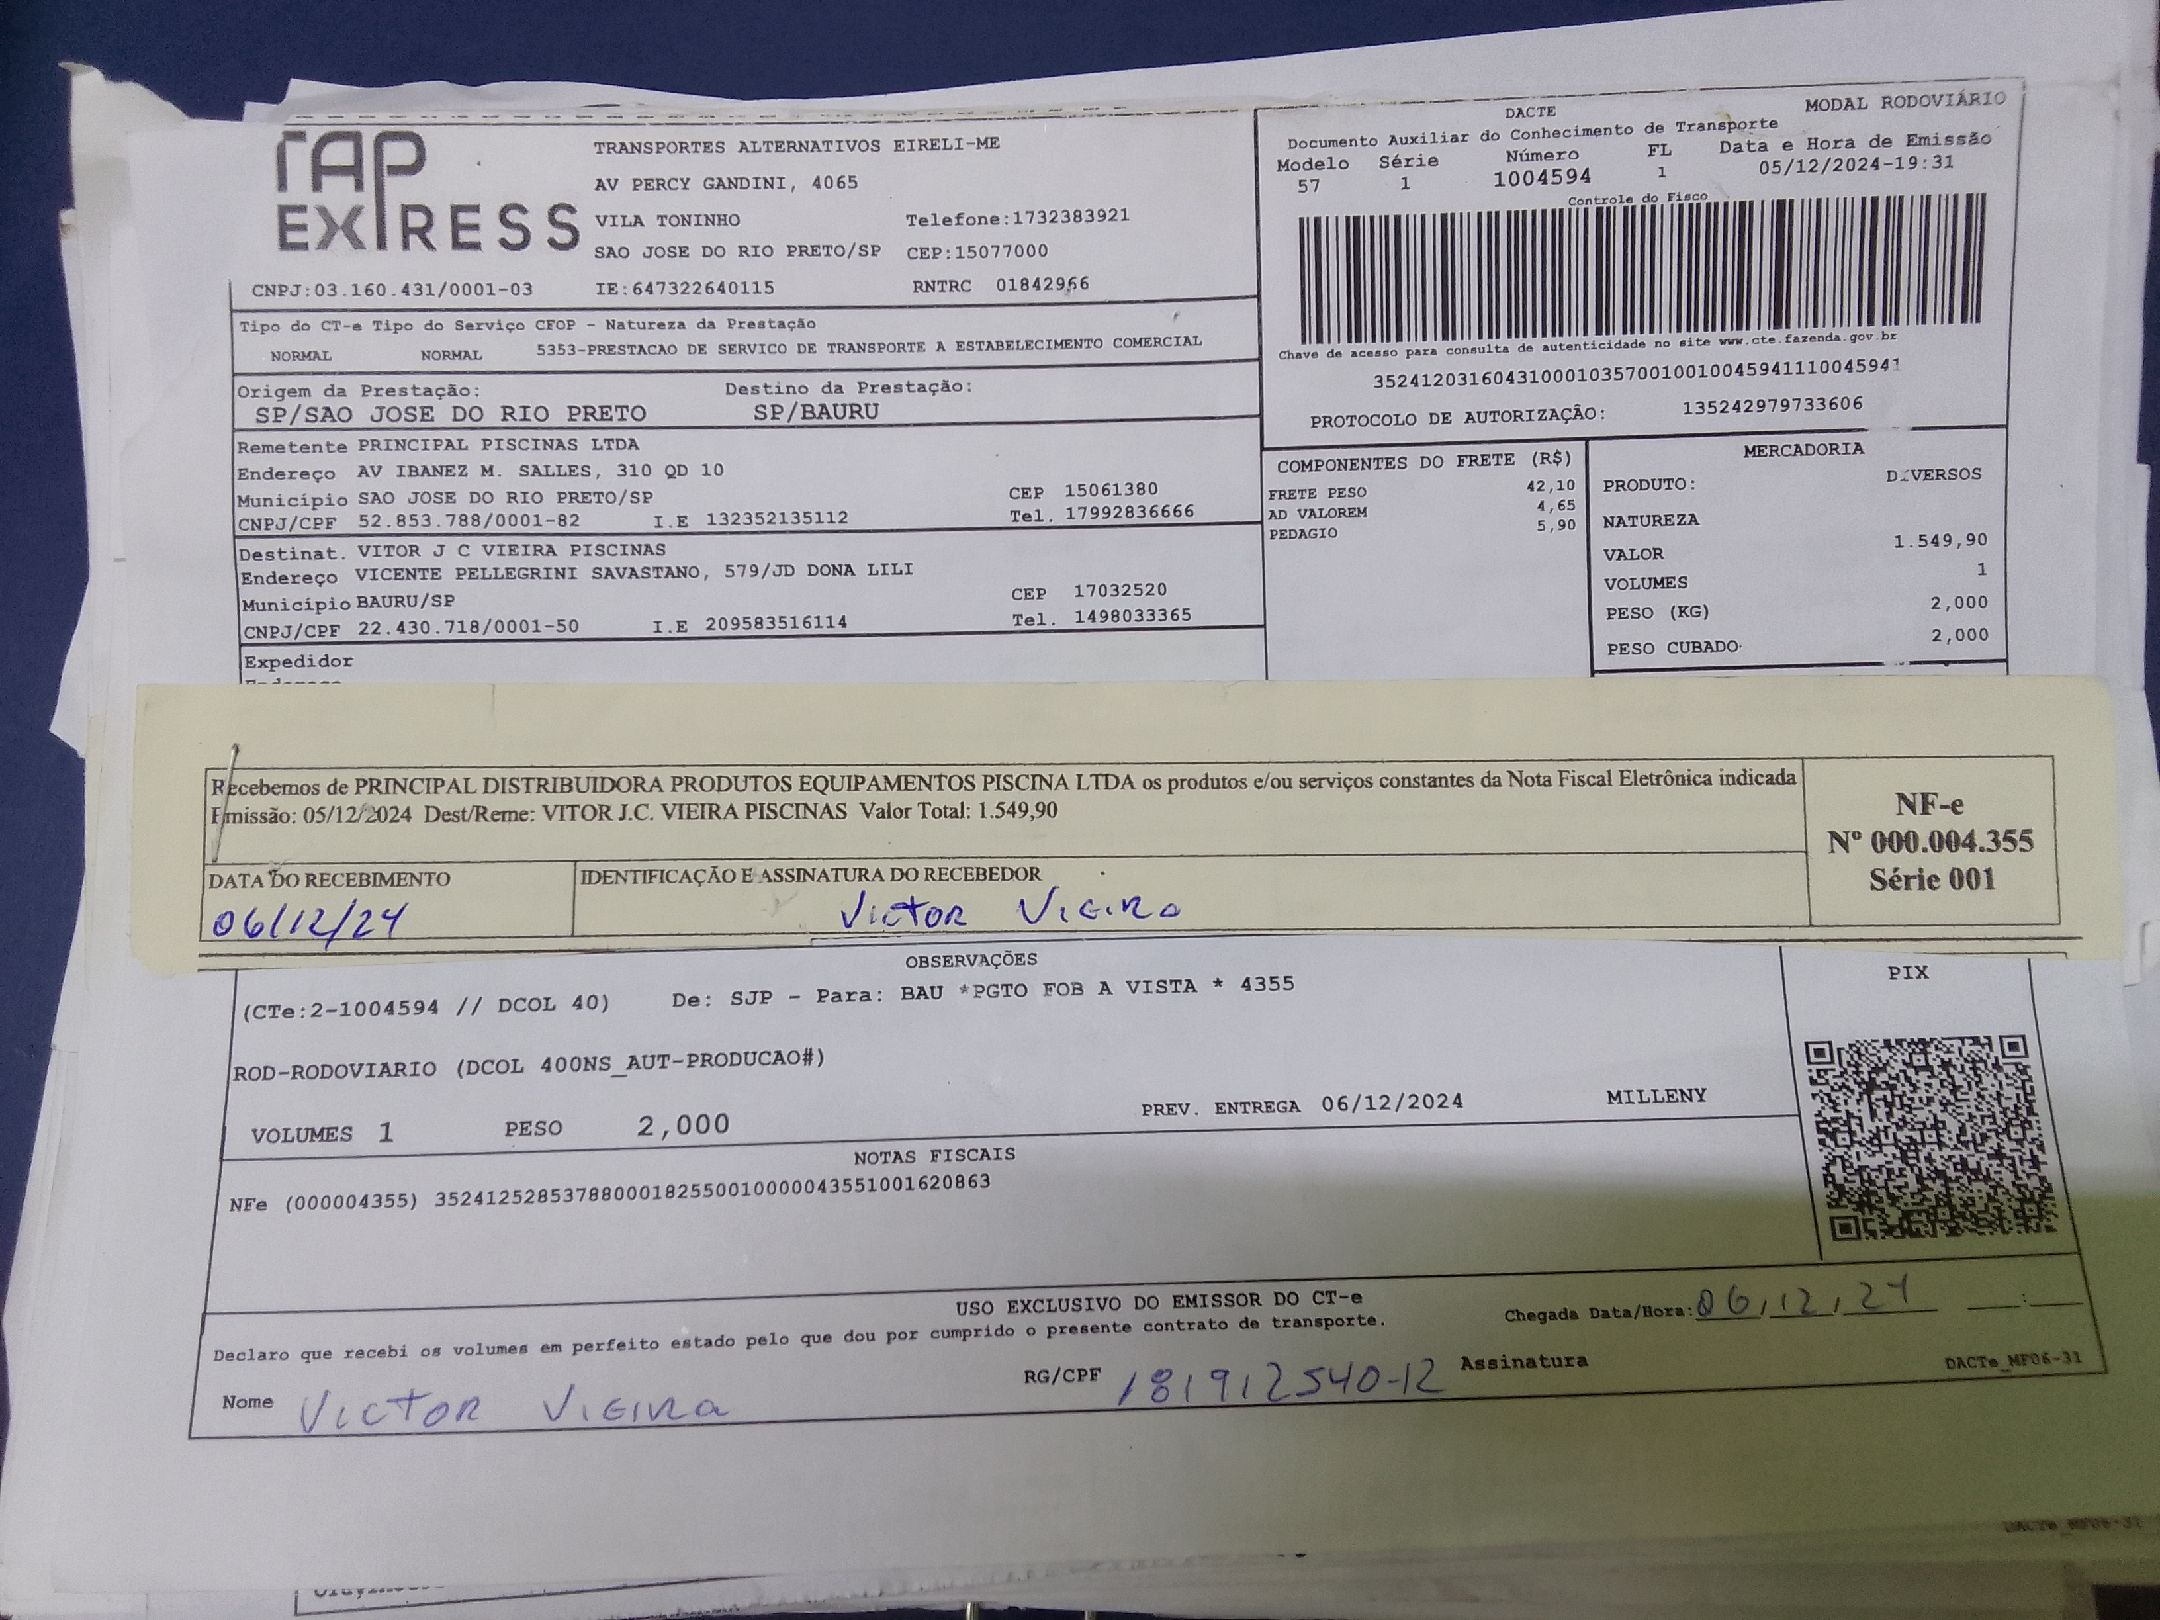 TAP EXPRESS
TRANSPORTES ALTERNATIVOS EIRELI-ME
AV PERCY GANDINI, 4065
VILA TONINHO Telefone:1732383921
SAO JOSE DO RIO PRETO/SP CEP:15077000
CNPJ:03.160.431/0001-03 IE:647322640115 RNTRC 01842966
DACTE MODAL RODOVIÁRIO
Documento Auxiliar do Conhecimento de Transporte
Modelo Série Número FL Data e Hora de Emissão
57 1 1004594 1 05/12/2024-19:31
Controle do Fisco
Chave de acesso para consulta de autenticidade no site www.cte.fazenda.gov.br
35241203160431000103570010010045941110045941
PROTOCOLO DE AUTORIZAÇÃO: 135242979733606
Tipo do CT-e Tipo do Serviço CFOP - Natureza da Prestação
NORMAL NORMAL 5353-PRESTACAO DE SERVICO DE TRANSPORTE A ESTABELECIMENTO COMERCIAL
Origem da Prestação: Destino da Prestação:
SP/SAO JOSE DO RIO PRETO SP/BAURU
Remetente PRINCIPAL PISCINAS LTDA
Endereço AV IBANEZ M. SALLES, 310 QD 10
Município SAO JOSE DO RIO PRETO/SP CEP 15061380
CNPJ/CPF 52.853.788/0001-82 I.E 132352135112 Tel. 17992836666
Destinat. VITOR J C VIEIRA PISCINAS
Endereço VICENTE PELLEGRINI SAVASTANO, 579/JD DONA LILI
Município BAURU/SP CEP 17032520
CNPJ/CPF 22.430.718/0001-50 I.E 209583516114 Tel. 1498033365
Expedidor
COMPONENTES DO FRETE (R$)
FRETE PESO 42,10
AD VALOREM 4,65
PEDAGIO 5,90
MERCADORIA
PRODUTO: DIVERSOS
NATUREZA
VALOR 1.549,90
VOLUMES 1
PESO (KG) 2,000
PESO CUBADO 2,000
Recebemos de PRINCIPAL DISTRIBUIDORA PRODUTOS EQUIPAMENTOS PISCINA LTDA os produtos e/ou serviços constantes da Nota Fiscal Eletrônica indicada
Emissão: 05/12/2024 Dest/Reme: VITOR J.C. VIEIRA PISCINAS Valor Total: 1.549,90
NF-e
Nº 000.004.355
Série 001
DATA DO RECEBIMENTO IDENTIFICAÇÃO E ASSINATURA DO RECEBEDOR
06/12/24 Victor Vieira
OBSERVAÇÕES
(CTe:2-1004594 // DCOL 40) De: SJP - Para: BAU *PGTO FOB A VISTA * 4355
PIX
ROD-RODOVIARIO (DCOL 400NS_AUT-PRODUCAO#)
VOLUMES 1 PESO 2,000 PREV. ENTREGA 06/12/2024 MILLENY
NOTAS FISCAIS
NFe (000004355) 35241252853788000182550010000043551001620863
USO EXCLUSIVO DO EMISSOR DO CT-e
Declaro que recebi os volumes em perfeito estado pelo que dou por cumprido o presente contrato de transporte.
Chegada Data/Hora: 06/12/24 __:__
Nome Victor Vieira RG/CPF 181912540-12 Assinatura
DACTe_MF06-31
DACTe_MF06-31